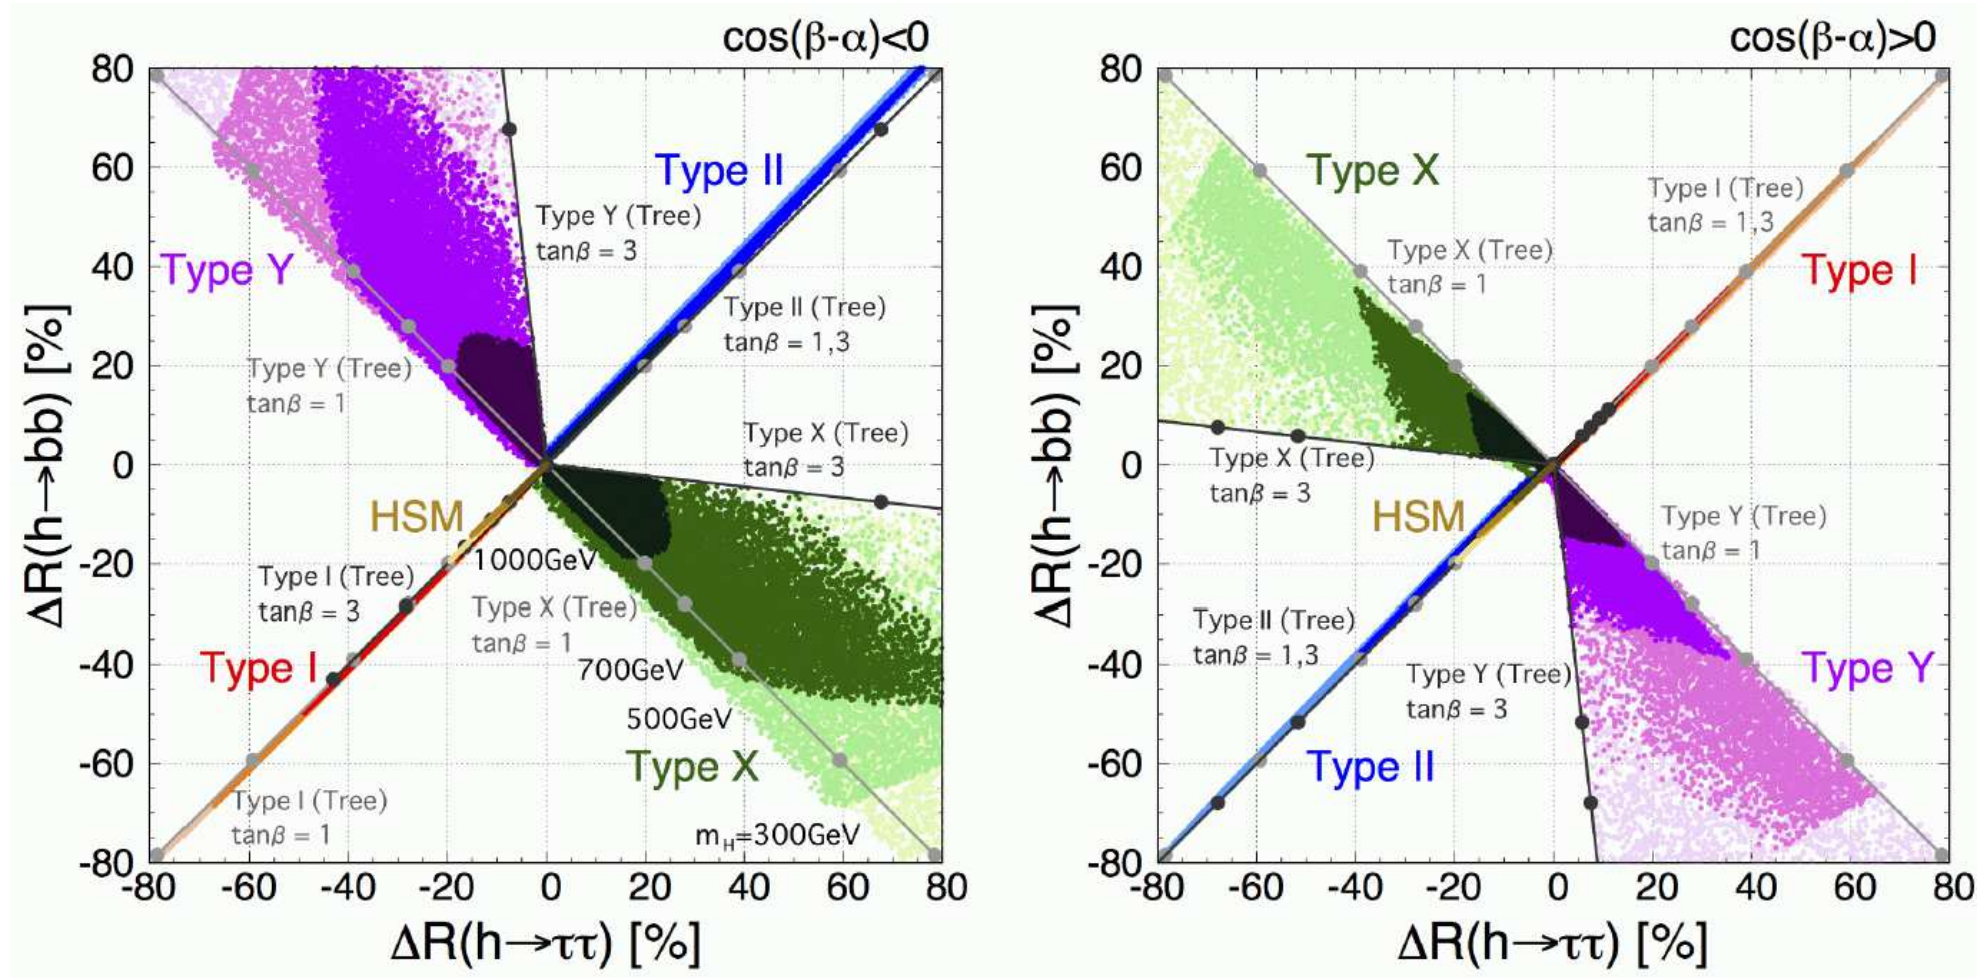 cos(β-α)<0
80
60
40
20
0
-20
-40
-60
-80
ΔR(h→bb) [%]
Type II
Type Y (Tree)
tanβ = 3
Type Y
Type II (Tree)
tanβ = 1,3
Type Y (Tree)
tanβ = 1
Type X (Tree)
tanβ = 3
HSM
1000GeV
Type I (Tree)
tanβ = 3
Type X (Tree)
tanβ = 1
Type I
700GeV
500GeV
Type X
Type I (Tree)
tanβ = 1
mH=300GeV
-80 -60 -40 -20 0 20 40 60 80
ΔR(h→ττ) [%]
cos(β-α)>0
80
60
40
20
0
-20
-40
-60
-80
ΔR(h→bb) [%]
Type X
Type I (Tree)
tanβ = 1,3
Type X (Tree)
tanβ = 1
Type I
Type X (Tree)
tanβ = 3
HSM
Type Y (Tree)
tanβ = 1
Type II (Tree)
tanβ = 1,3
Type Y (Tree)
tanβ = 3
Type Y
Type II
-80 -60 -40 -20 0 20 40 60 80
ΔR(h→ττ) [%]